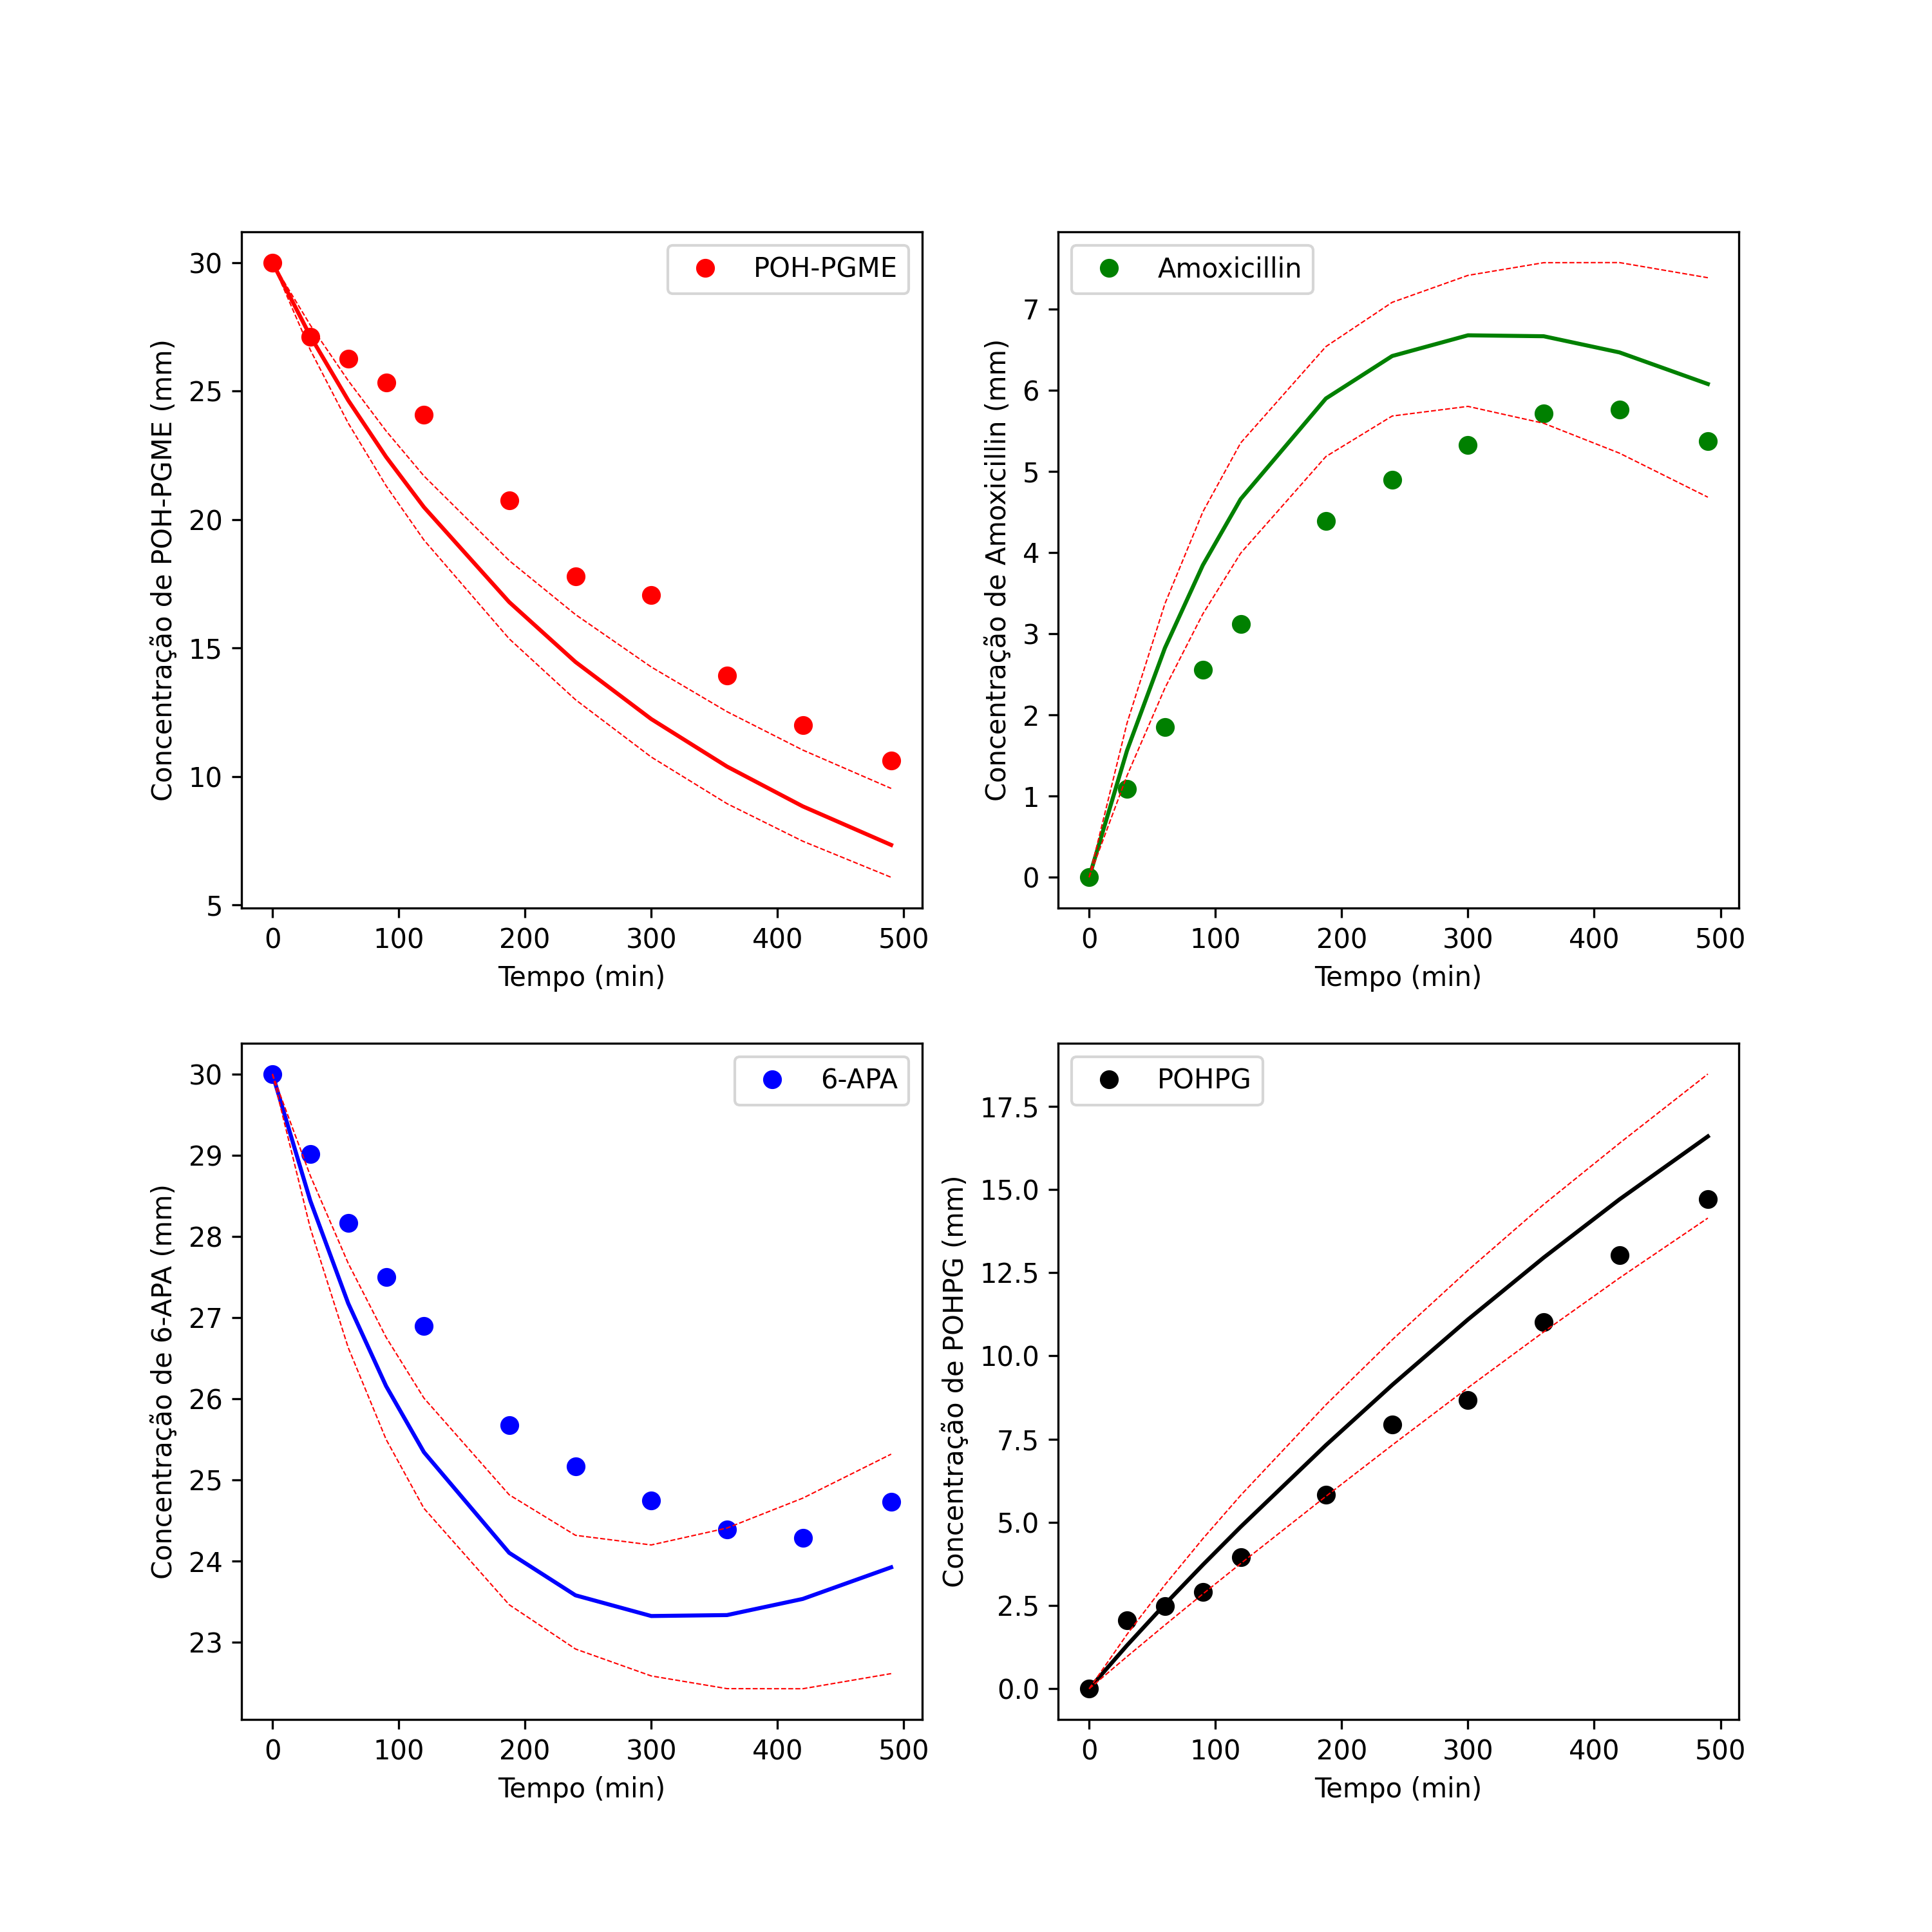 POH-PGME
Concentração de POH-PGME (mm)
30
25
20
15
10
5
0 100 200 300 400 500
Tempo (min)
Amoxicillin
Concentração de Amoxicillin (mm)
7
6
5
4
3
2
1
0
0 100 200 300 400 500
Tempo (min)
6-APA
Concentração de 6-APA (mm)
30
29
28
27
26
25
24
23
0 100 200 300 400 500
Tempo (min)
POHPG
Concentração de POHPG (mm)
17.5
15.0
12.5
10.0
7.5
5.0
2.5
0.0
0 100 200 300 400 500
Tempo (min)